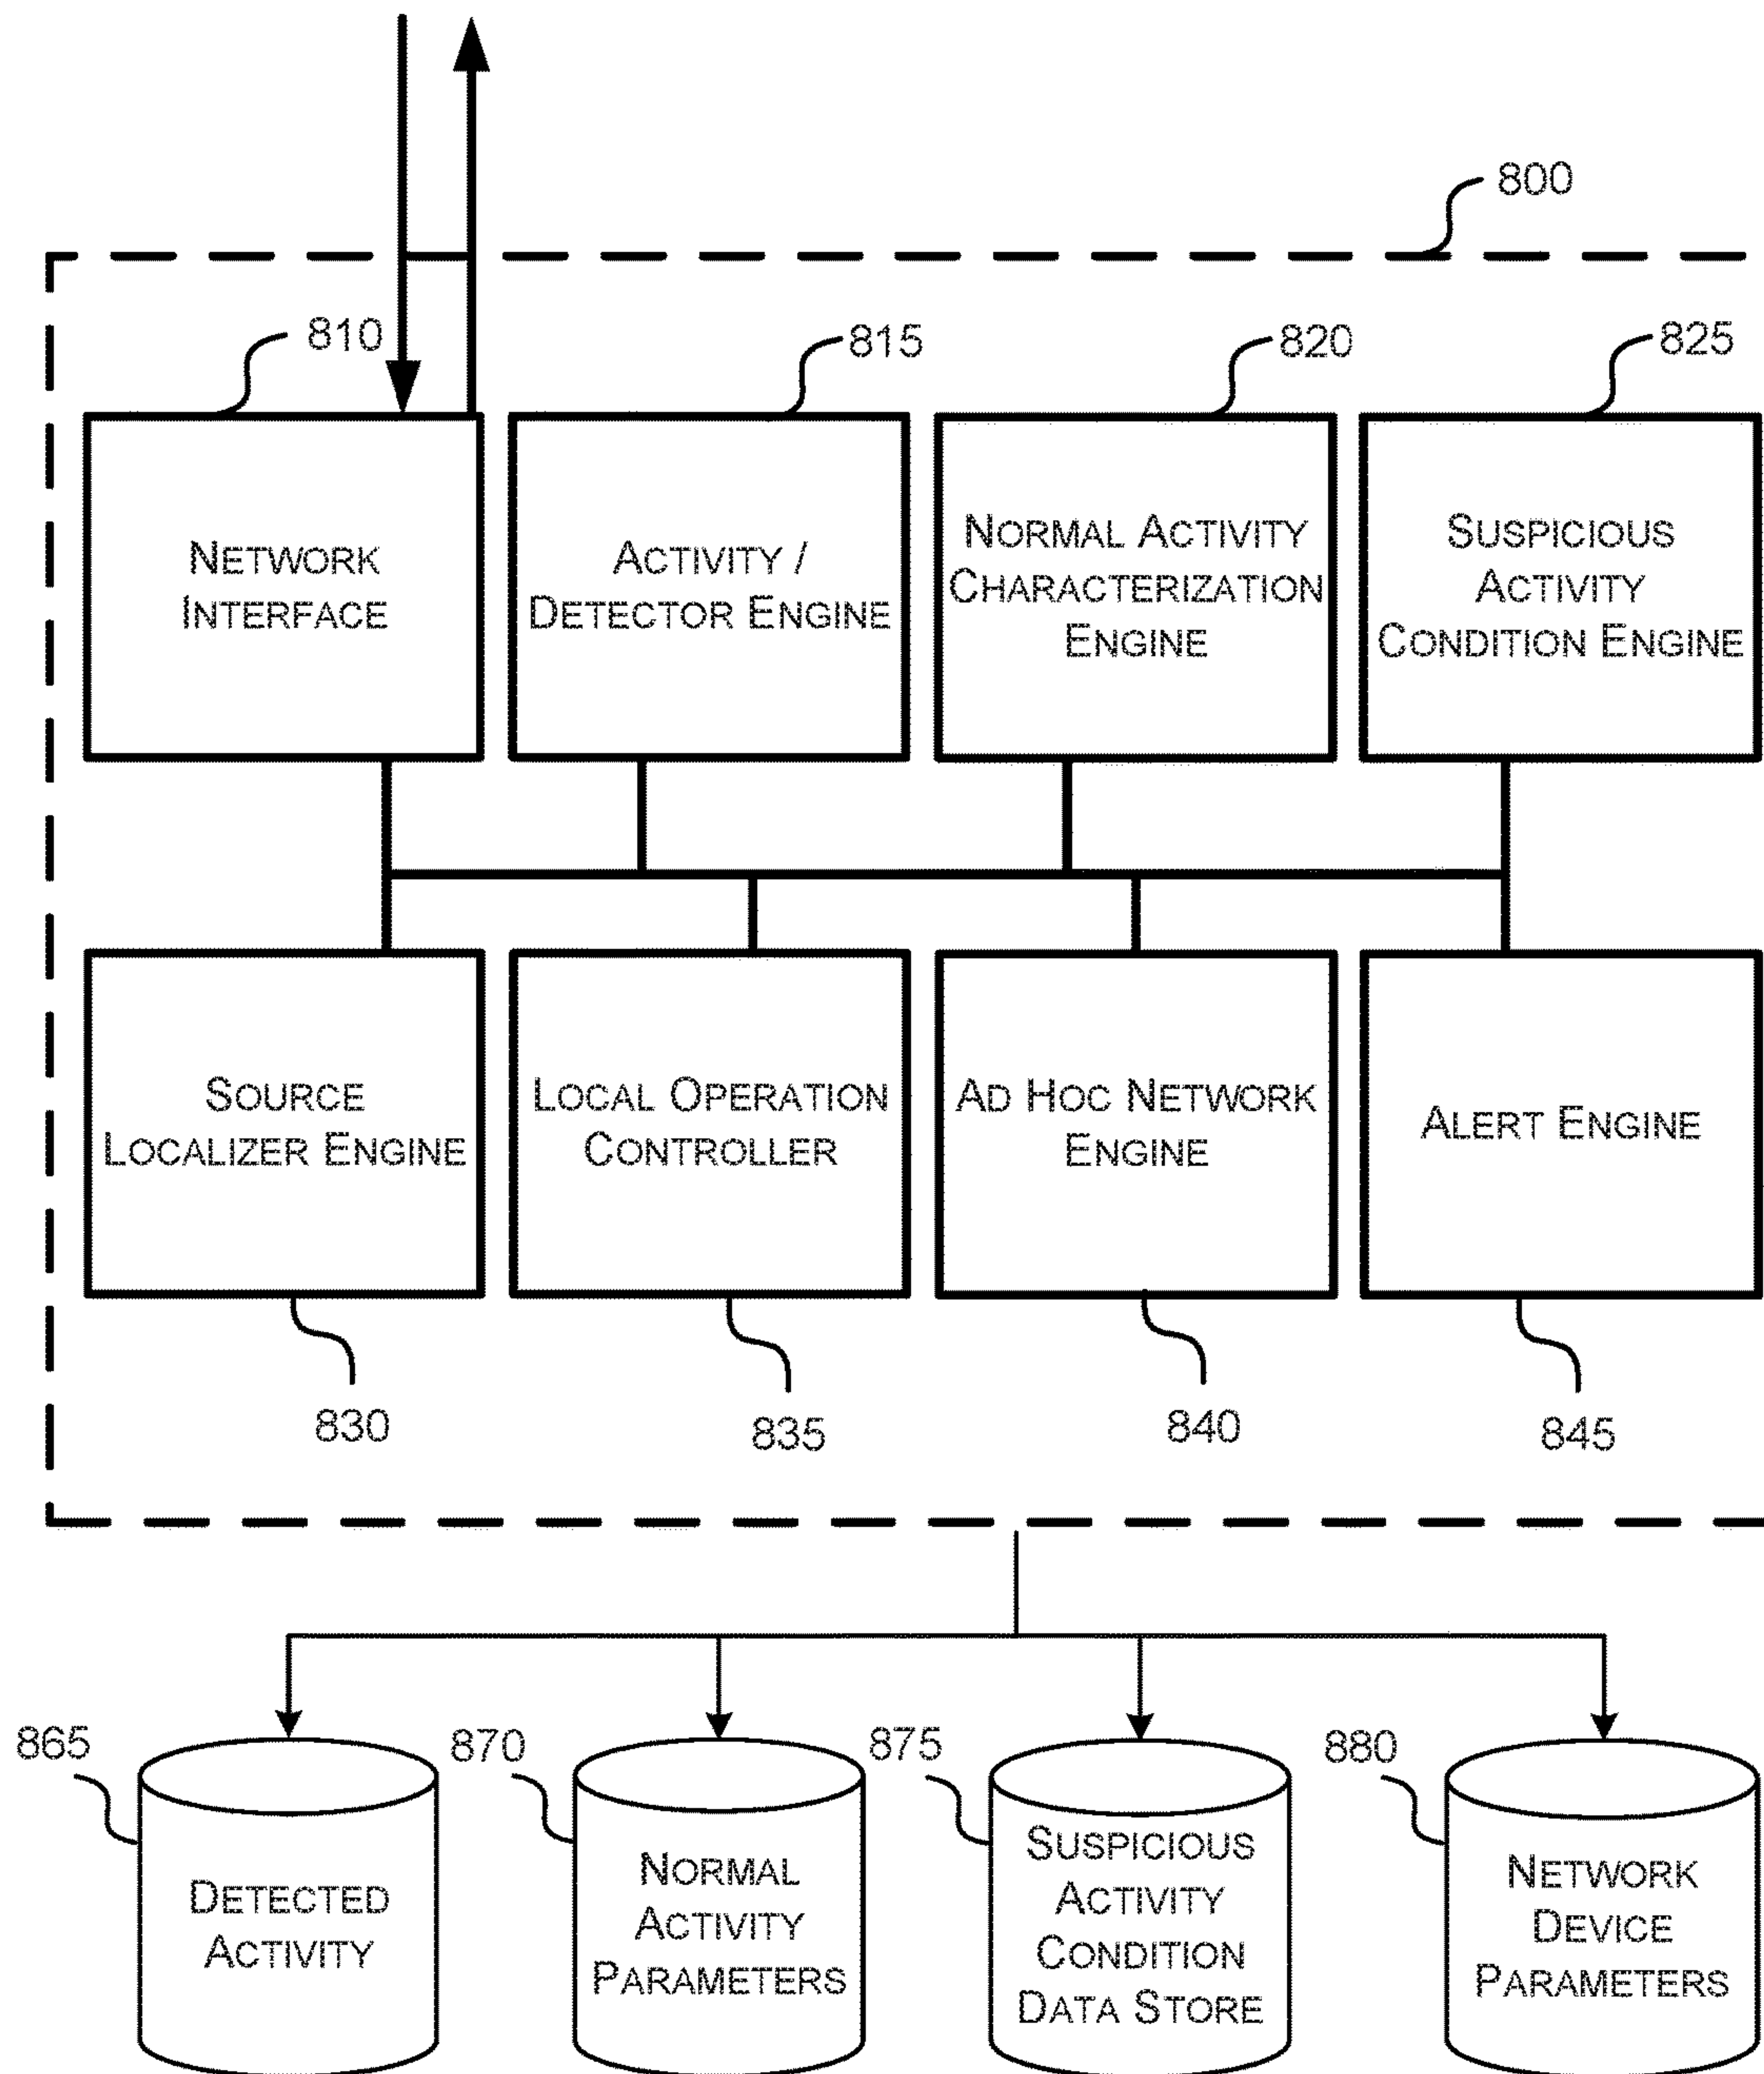 800
810
815
820
825
NETWORK
INTERFACE
ACTIVITY /
DETECTOR ENGINE
NORMAL ACTIVITY
CHARACTERIZATION
ENGINE
SUSPICIOUS
ACTIVITY
CONDITION ENGINE
SOURCE
LOCALIZER ENGINE
LOCAL OPERATION
CONTROLLER
AD HOC NETWORK
ENGINE
ALERT ENGINE
830
835
840
845
865
870
875
880
DETECTED
ACTIVITY
NORMAL
ACTIVITY
PARAMETERS
SUSPICIOUS
ACTIVITY
CONDITION
DATA STORE
NETWORK
DEVICE
PARAMETERS